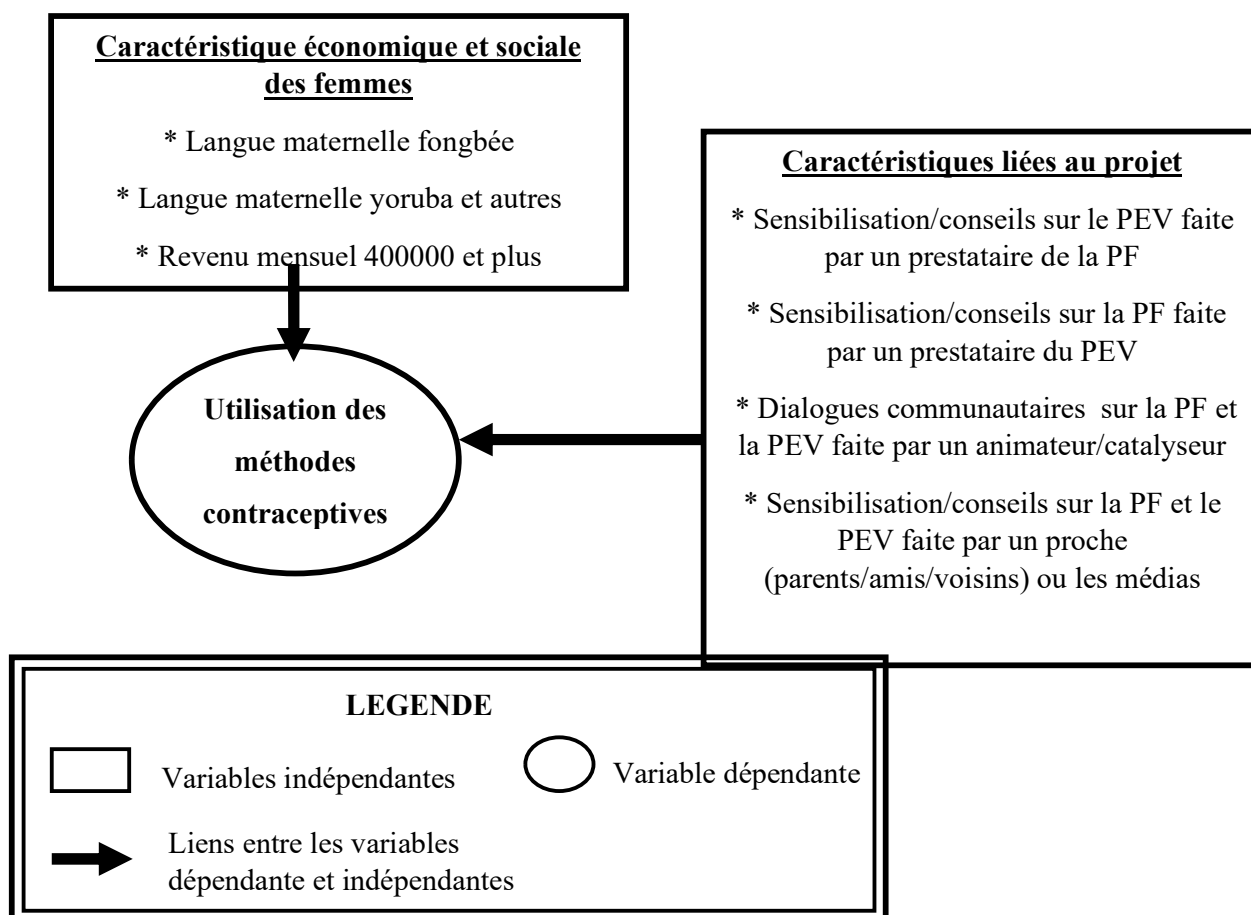 Caractéristique économique et sociale
des femmes
* Langue maternelle fongbée
* Langue maternelle yoruba et autres
* Revenu mensuel 400000 et plus
Caractéristiques liées au projet
* Sensibilisation/conseils sur le PEV faite
par un prestataire de la PF
* Sensibilisation/conseils sur la PF faite
par un prestataire du PEV
* Dialogues communautaires sur la PF et
la PEV faite par un animateur/catalyseur
* Sensibilisation/conseils sur la PF et le
PEV faite par un proche
(parents/amis/voisins) ou les médias
Utilisation des
méthodes
contraceptives
LEGENDE
Variables indépendantes
Variable dépendante
Liens entre les variables
dépendante et indépendantes